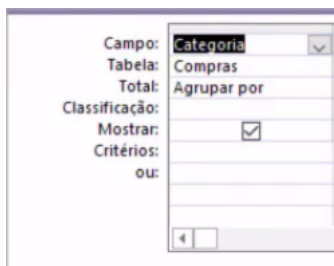 Campo: Categoria
Tabela: Compras
Total: Agrupar por
Classificação:
Mostrar:
Critérios:
ou: